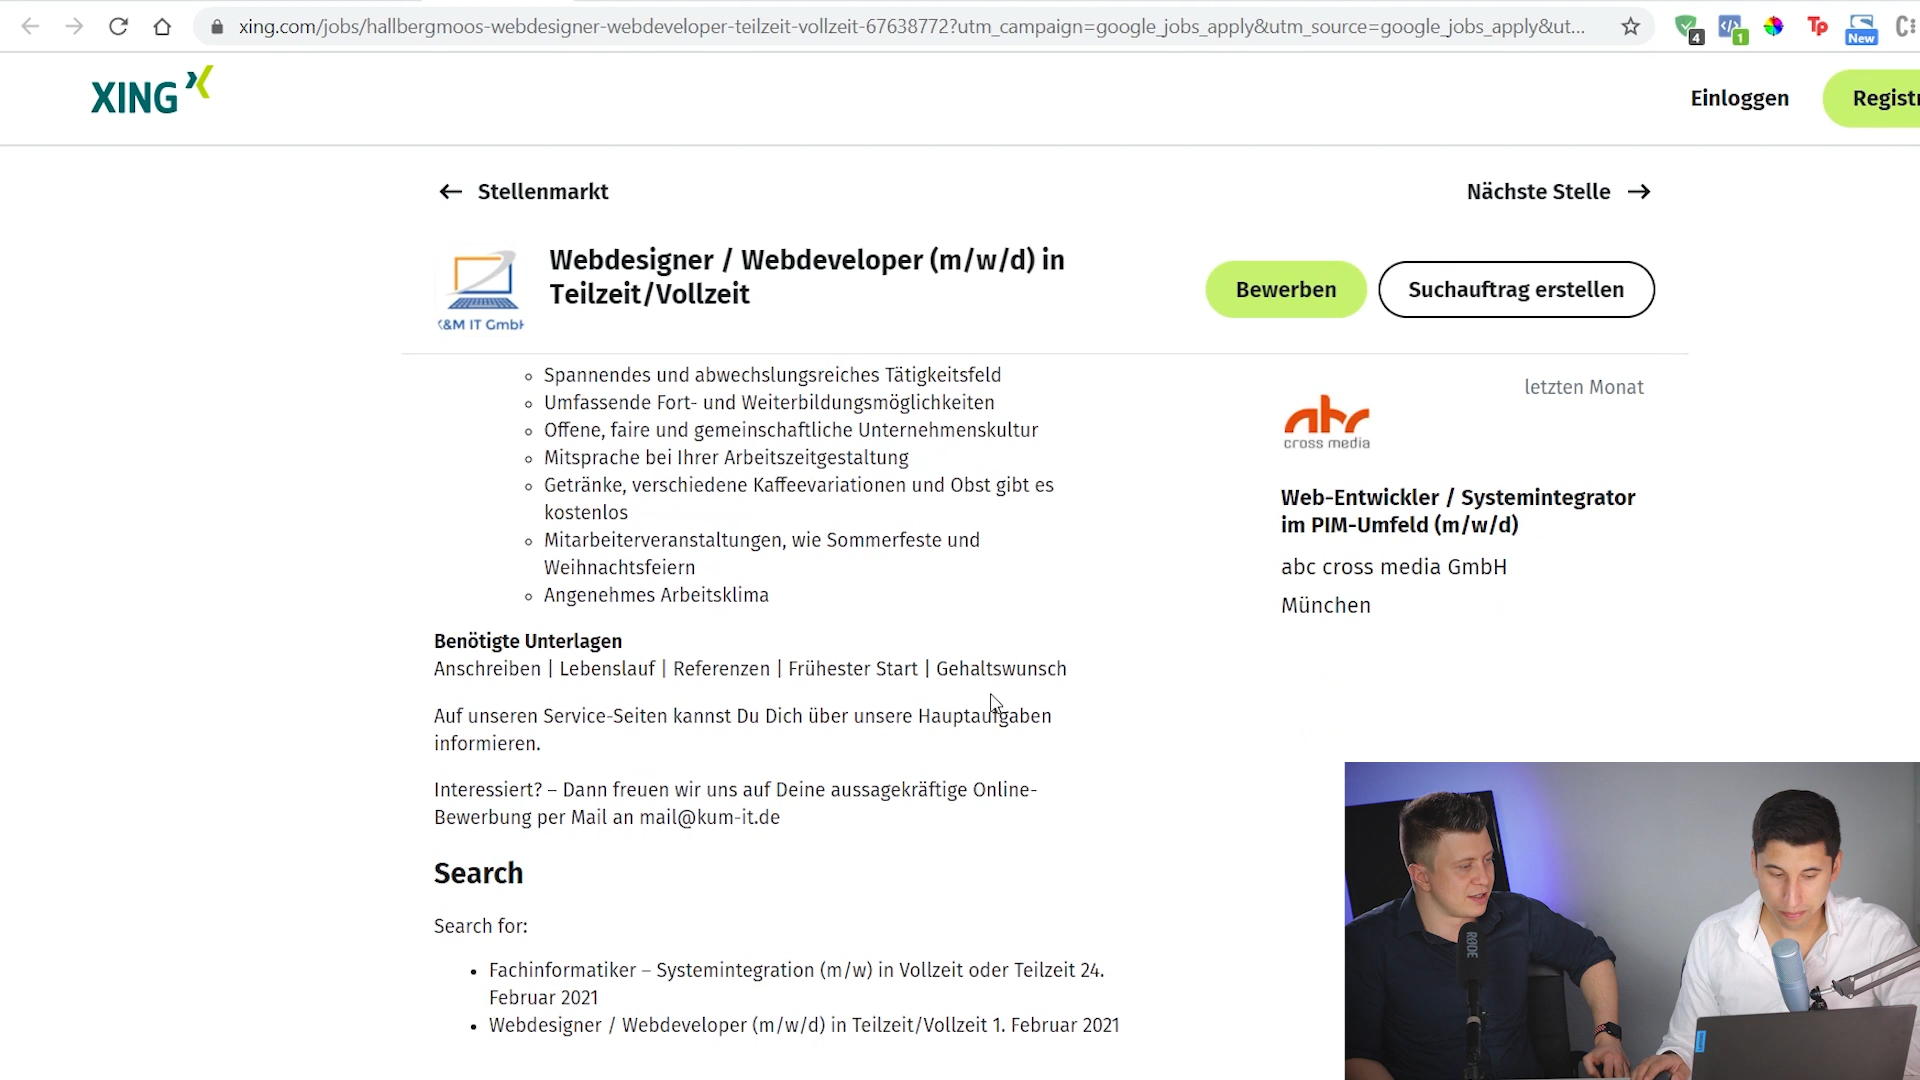 xing.com/jobs/hallbergmoos-webdesigner-webdeveloper-teilzeit-vollzeit-67638772?utm_campaign=google_jobs_apply&utm_source=google_jobs_apply&ut...
4
1
Tp
New
XING
Einloggen
Registr
Stellenmarkt
Nächste Stelle
K&M IT GmbH
Webdesigner / Webdeveloper (m/w/d) in
Teilzeit/Vollzeit
Bewerben
Suchauftrag erstellen
Spannendes und abwechslungsreiches Tätigkeitsfeld
Umfassende Fort- und Weiterbildungsmöglichkeiten
Offene, faire und gemeinschaftliche Unternehmenskultur
Mitsprache bei Ihrer Arbeitszeitgestaltung
Getränke, verschiedene Kaffeevariationen und Obst gibt es
kostenlos
Mitarbeiterveranstaltungen, wie Sommerfeste und
Weihnachtsfeiern
Angenehmes Arbeitsklima
Benötigte Unterlagen
Anschreiben | Lebenslauf | Referenzen | Frühester Start | Gehaltswunsch
Auf unseren Service-Seiten kannst Du Dich über unsere Hauptaufgaben
informieren.
Interessiert? – Dann freuen wir uns auf Deine aussagekräftige Online-
Bewerbung per Mail an mail@kum-it.de
Search
Search for:
Fachinformatiker – Systemintegration (m/w) in Vollzeit oder Teilzeit 24.
Februar 2021
Webdesigner / Webdeveloper (m/w/d) in Teilzeit/Vollzeit 1. Februar 2021
letzten Monat
abc
cross media
Web-Entwickler / Systemintegrator
im PIM-Umfeld (m/w/d)
abc cross media GmbH
München
RØDE
Lenovo